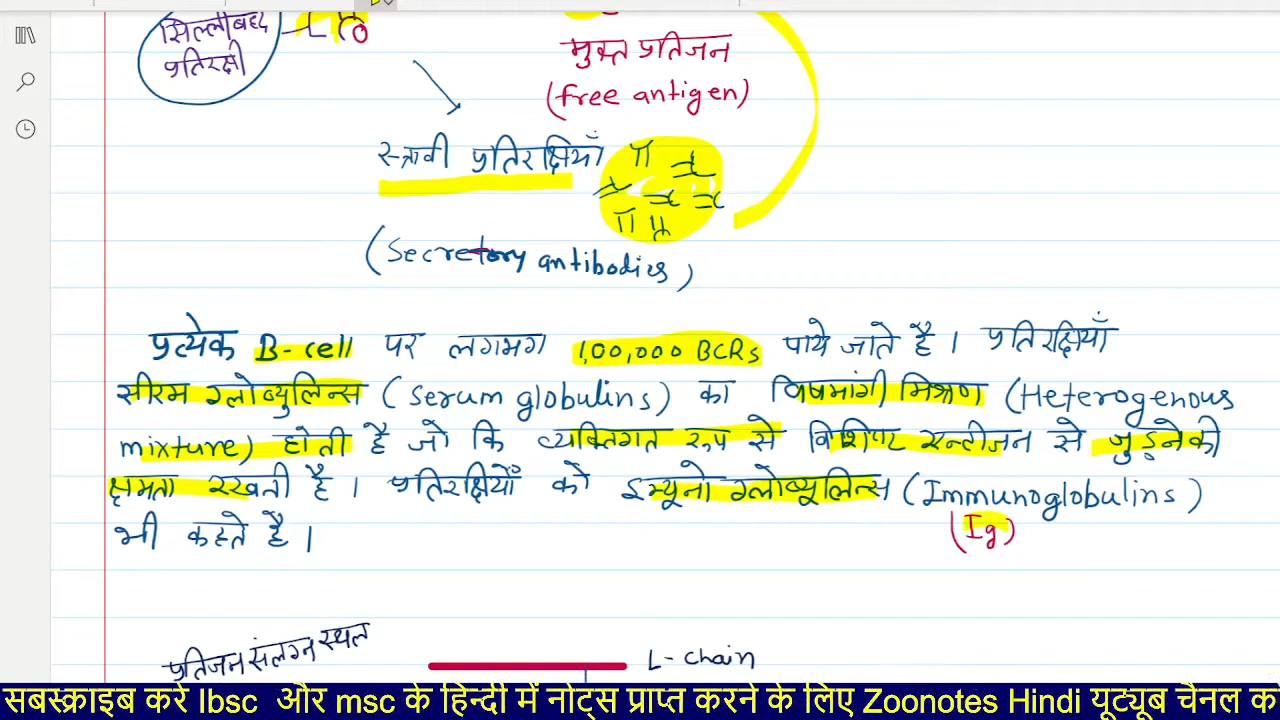 झिल्लीबद्ध
प्रतिरक्षी
मुक्त प्रतिजन
(free antigen)
स्त्रावी प्रतिरक्षियाँ
(Secretory antibodies)
प्रत्येक B-cell पर लगभग 1,00,000 BCRs पाये जाते है। प्रतिरक्षियाँ
सीरम ग्लोब्युलिन्स (Serum globulins) का विषमांगी मिश्रण (Heterogenous
mixture) होती है जो कि व्यक्तिगत रूप से विशिष्ट एन्टीजन से जुड़ने की
क्षमता रखती है। प्रतिरक्षियों को इम्यूनो ग्लोब्यूलिन्स (Immunoglobulins)
(Ig)
भी कहते है।
प्रतिजन संलग्न स्थल
L-chain
सबस्क्राइब करें Ibsc और msc के हिन्दी में नोट्स प्राप्त करने के लिए Zoonotes Hindi यूट्यूब चैनल क